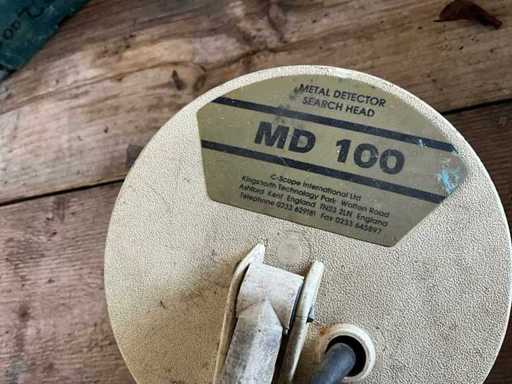 METAL DETECTOR
SEARCH HEAD
MD 100
C-Scope International Ltd
Kingsnorth Technology Park Wotton Road
Ashford Kent England TN23 2LN England
Telephone 0233 629181 Fax 0233 645897